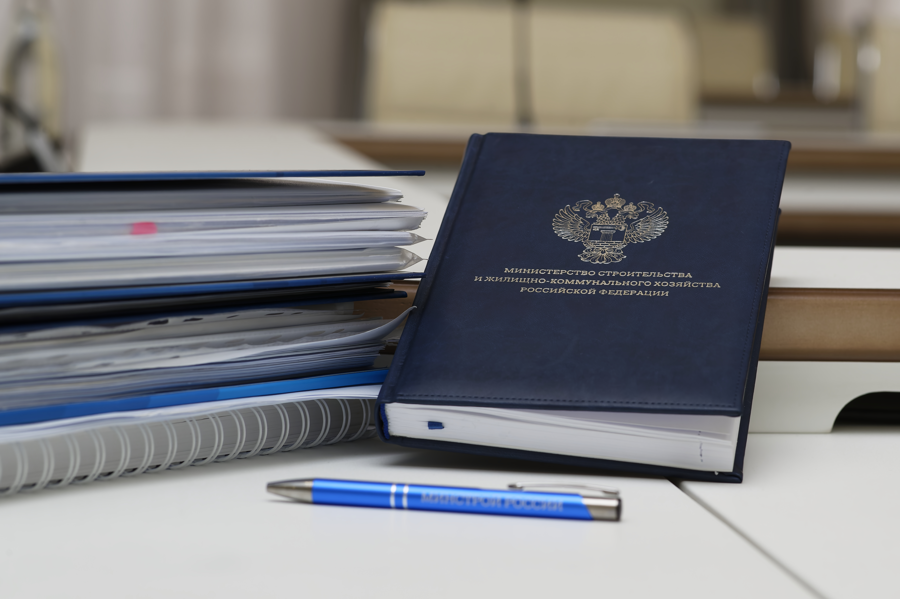 МИНИСТЕРСТВО СТРОИТЕЛЬСТВА
И ЖИЛИЩНО-КОММУНАЛЬНОГО ХОЗЯЙСТВА
РОССИЙСКОЙ ФЕДЕРАЦИИ
МИНСТРОЙ РОССИИ